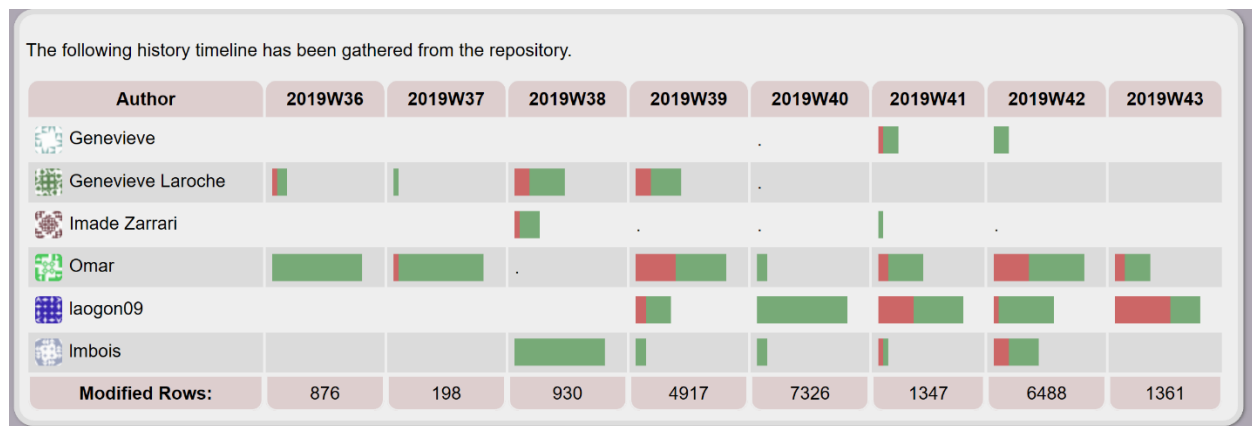 The following history timeline has been gathered from the repository.
Author 2019W36 2019W37 2019W38 2019W39 2019W40 2019W41 2019W42 2019W43
Genevieve .
Genevieve Laroche .
Imade Zarrari . . .
Omar .
laogon09
lmbois
Modified Rows: 876 198 930 4917 7326 1347 6488 1361